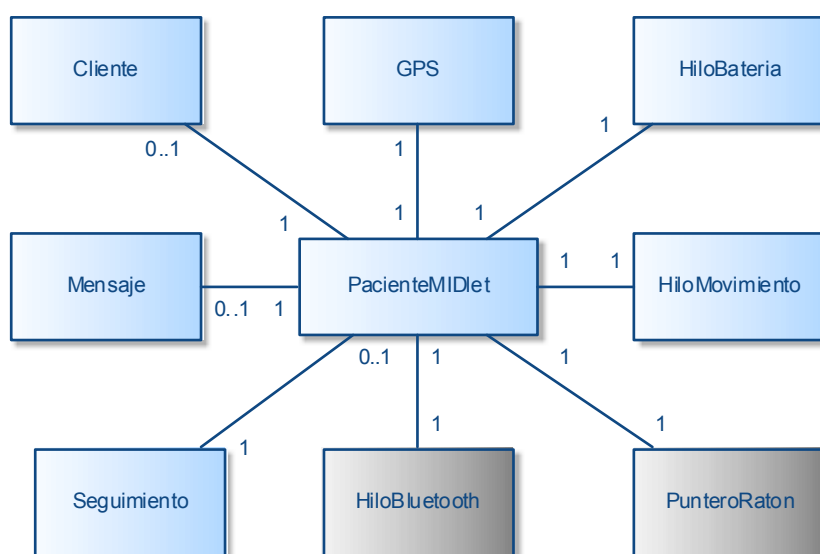 Cliente
GPS
HiloBateria
0..1
1
1
1
1
1
Mensaje
PacienteMIDlet
HiloMovimiento
0..1
1
1
1
0..1
1
1
1
1
1
Seguimiento
HiloBluetooth
PunteroRaton